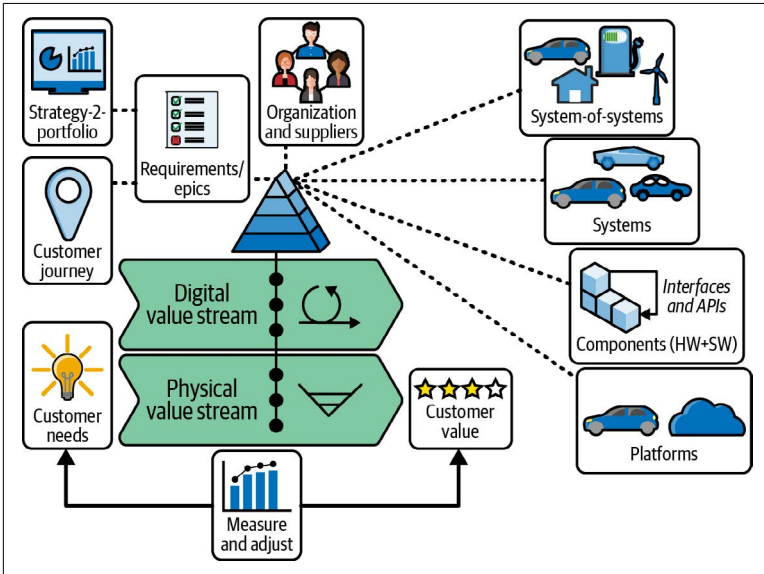 Strategy-2-
portfolio
Requirements/
epics
Organization
and suppliers
System-of-systems
Customer
journey
Systems
Digital
value stream
Interfaces
and APIs
Components (HW+SW)
Customer
needs
Physical
value stream
Customer
value
Platforms
Measure
and adjust